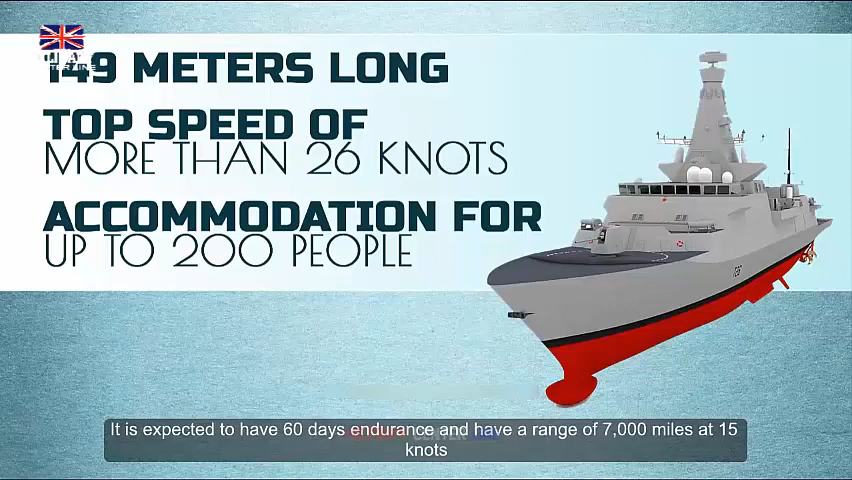 149 METERS LONG
TOP SPEED OF
MORE THAN 26 KNOTS
ACCOMMODATION FOR
UP TO 200 PEOPLE
It is expected to have 60 days endurance and have a range of 7,000 miles at 15
knots